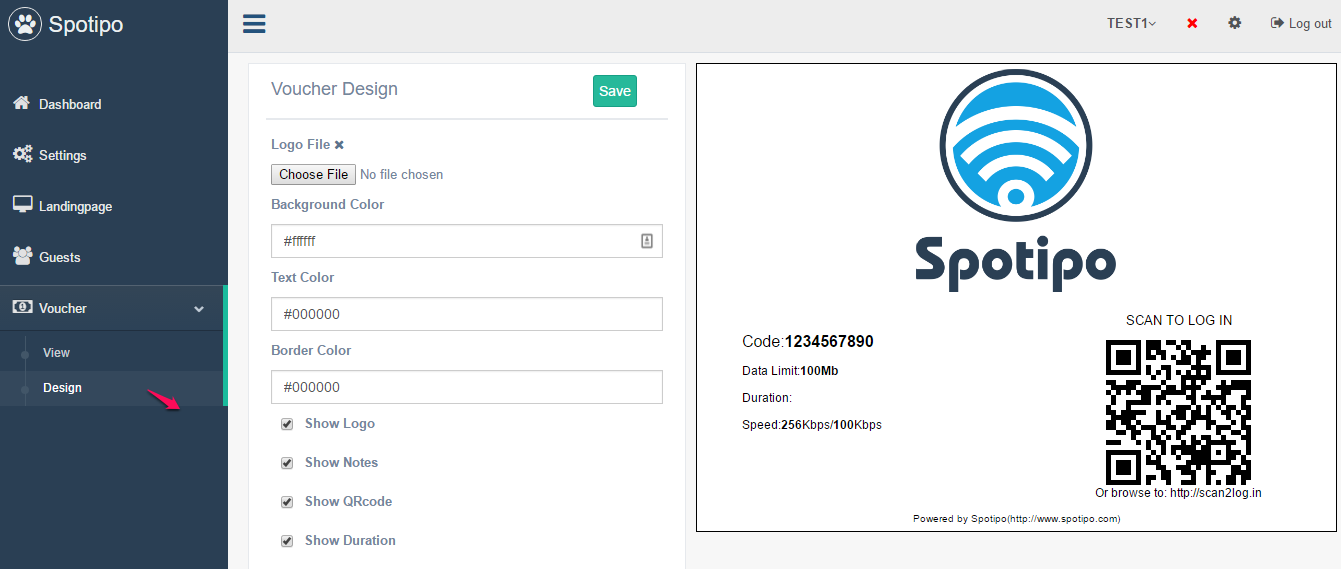 Spotipo
TEST1
Log out
Dashboard
Settings
Landingpage
Guests
Voucher
View
Design
Voucher Design
Save
Logo File
Choose File No file chosen
Background Color
#ffffff
Text Color
#000000
Border Color
#000000
Show Logo
Show Notes
Show QRcode
Show Duration
Spotipo
Code:1234567890
Data Limit:100Mb
Duration:
Speed:256Kbps/100Kbps
SCAN TO LOG IN
Or browse to: http://scan2log.in
Powered by Spotipo(http://www.spotipo.com)